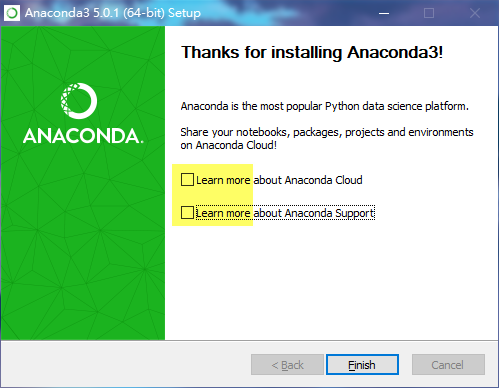 Anaconda3 5.0.1 (64-bit) Setup
Thanks for installing Anaconda3!
ANACONDA.
Anaconda is the most popular Python data science platform.
Share your notebooks, packages, projects and environments
on Anaconda Cloud!
Learn more about Anaconda Cloud
Learn more about Anaconda Support
< Back
Finish
Cancel